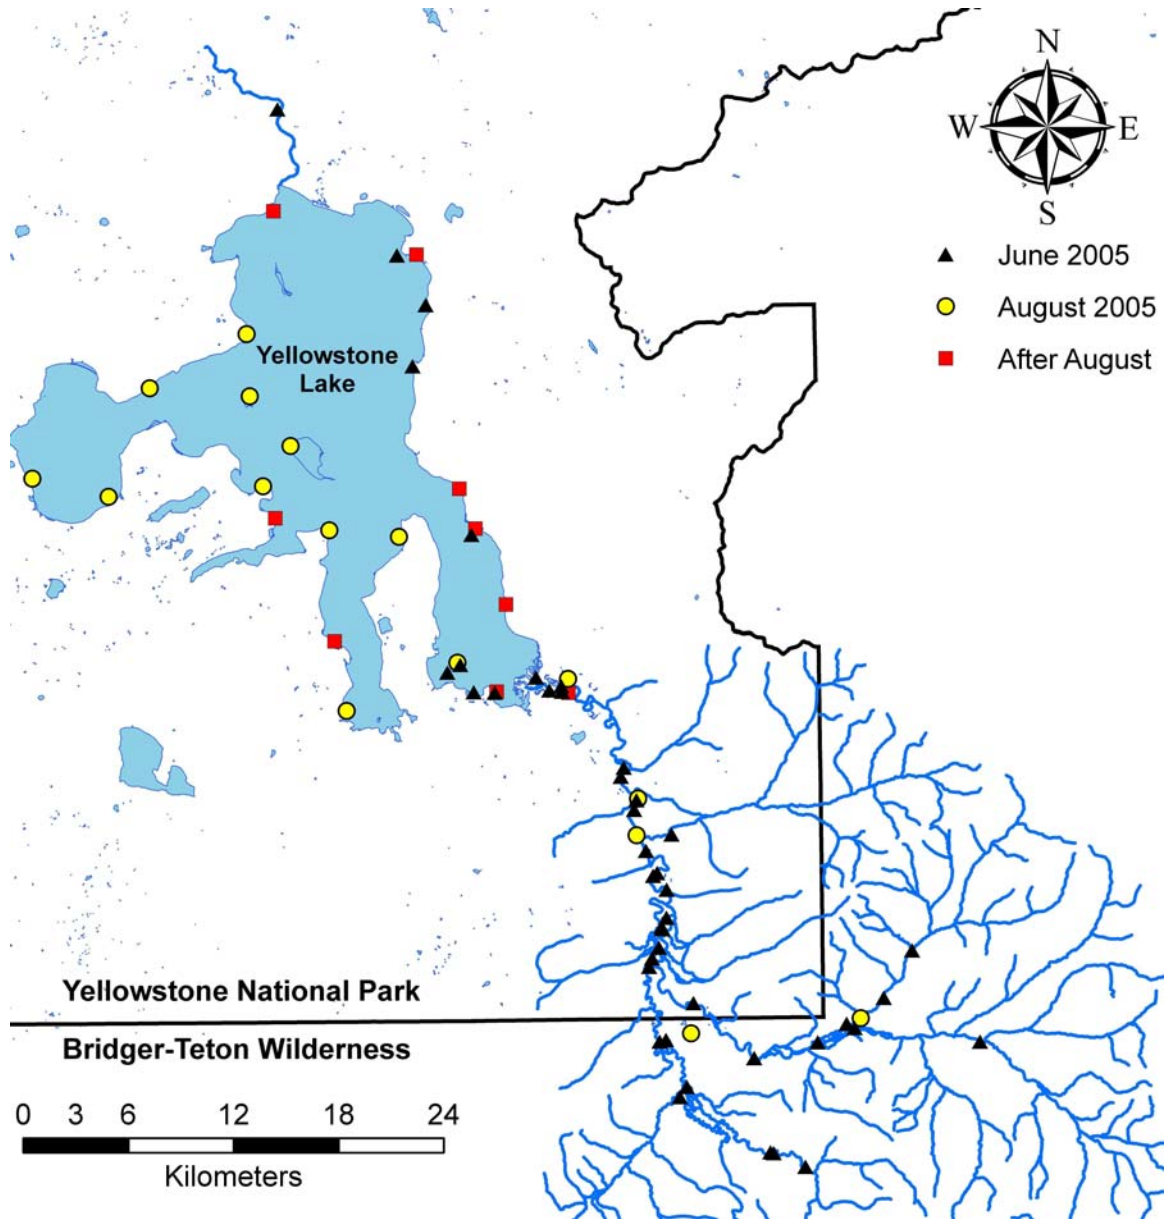 N
W E
S
June 2005
August 2005
After August
Yellowstone
Lake
Yellowstone National Park
Bridger-Teton Wilderness
0 3 6 12 18 24
Kilometers